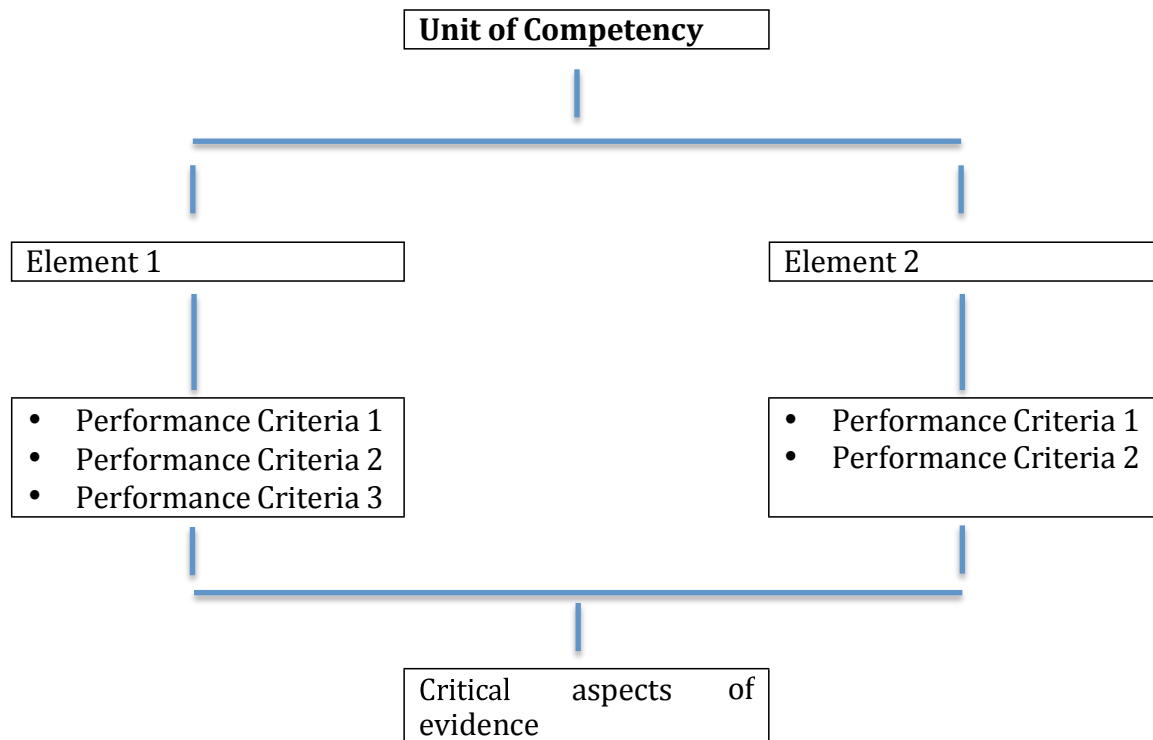 Unit of Competency
Element 1
Element 2
• Performance Criteria 1
• Performance Criteria 2
• Performance Criteria 3
• Performance Criteria 1
• Performance Criteria 2
Critical aspects of
evidence